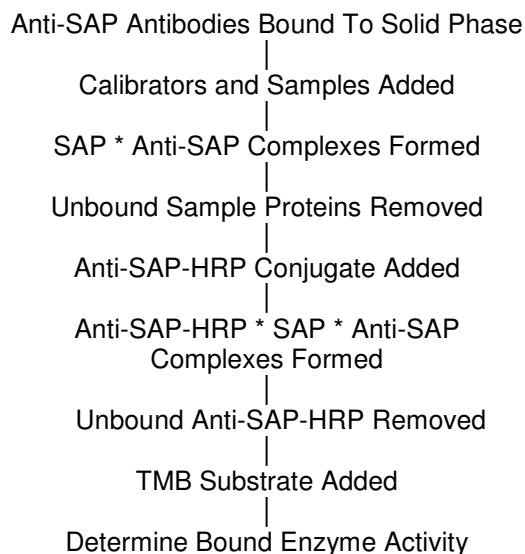 Anti-SAP Antibodies Bound To Solid Phase
Calibrators and Samples Added
SAP * Anti-SAP Complexes Formed
Unbound Sample Proteins Removed
Anti-SAP-HRP Conjugate Added
Anti-SAP-HRP * SAP * Anti-SAP
Complexes Formed
Unbound Anti-SAP-HRP Removed
TMB Substrate Added
Determine Bound Enzyme Activity